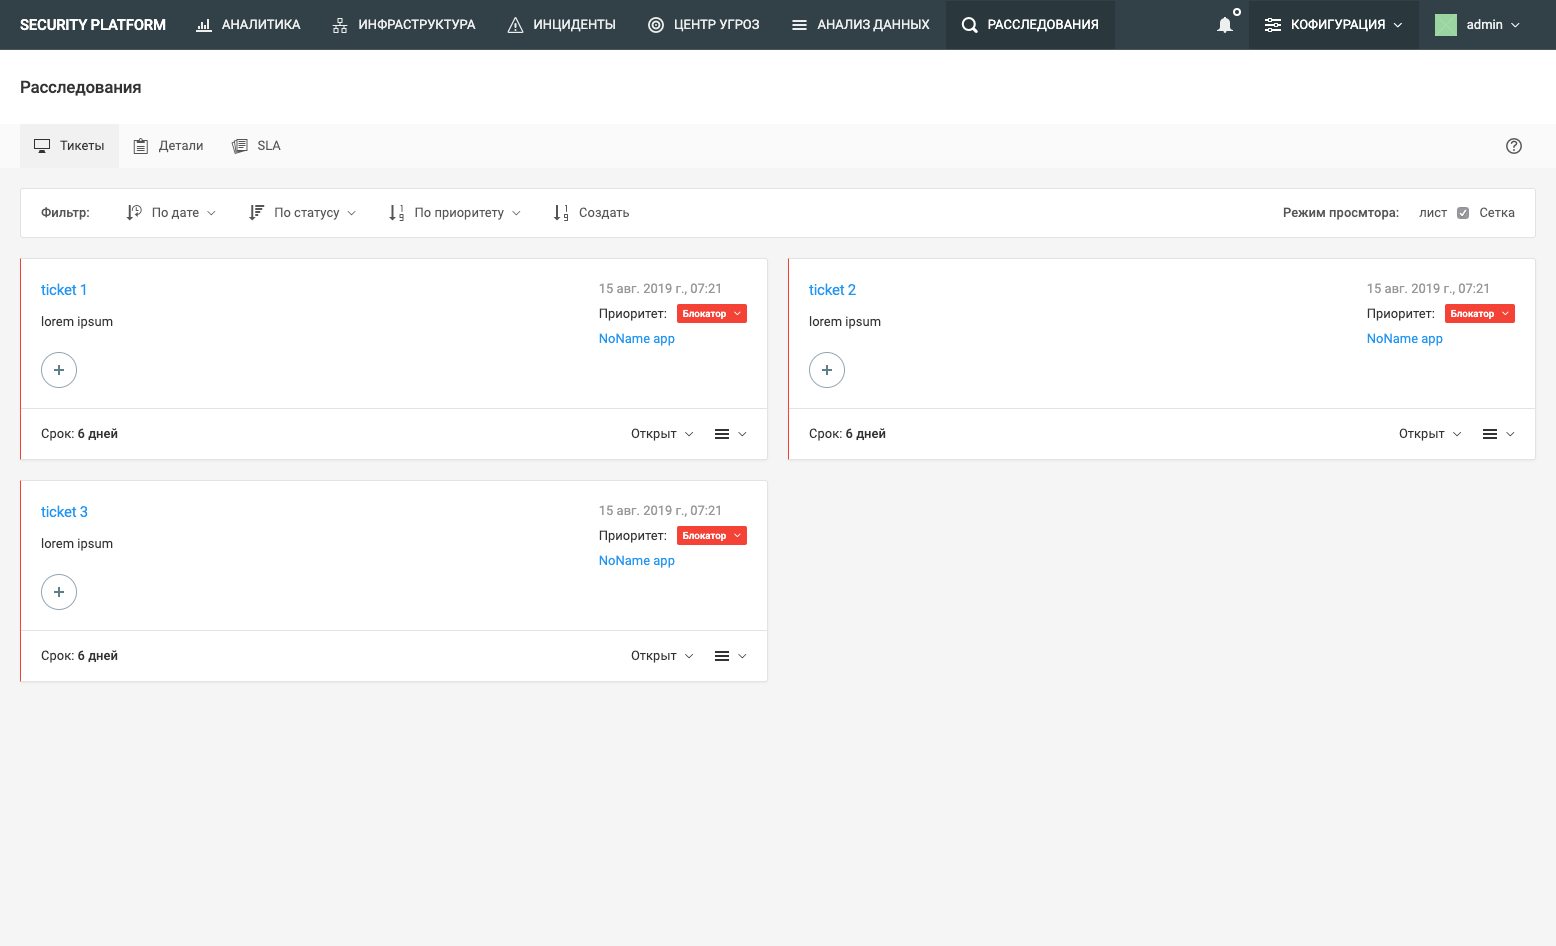 SECURITY PLATFORM АНАЛИТИКА ИНФРАСТРУКТУРА ИНЦИДЕНТЫ ЦЕНТР УГРОЗ АНАЛИЗ ДАННЫХ РАССЛЕДОВАНИЯ КОФИГУРАЦИЯ admin
Расследования
Тикеты Детали SLA
Фильтр: По дате По статусу По приоритету Создать Режим просмтора: лист Сетка
ticket 1
lorem ipsum
15 авг. 2019 г., 07:21
Приоритет: Блокатор
NoName app
Срок: 6 дней Открыт
ticket 2
lorem ipsum
15 авг. 2019 г., 07:21
Приоритет: Блокатор
NoName app
Срок: 6 дней Открыт
ticket 3
lorem ipsum
15 авг. 2019 г., 07:21
Приоритет: Блокатор
NoName app
Срок: 6 дней Открыт